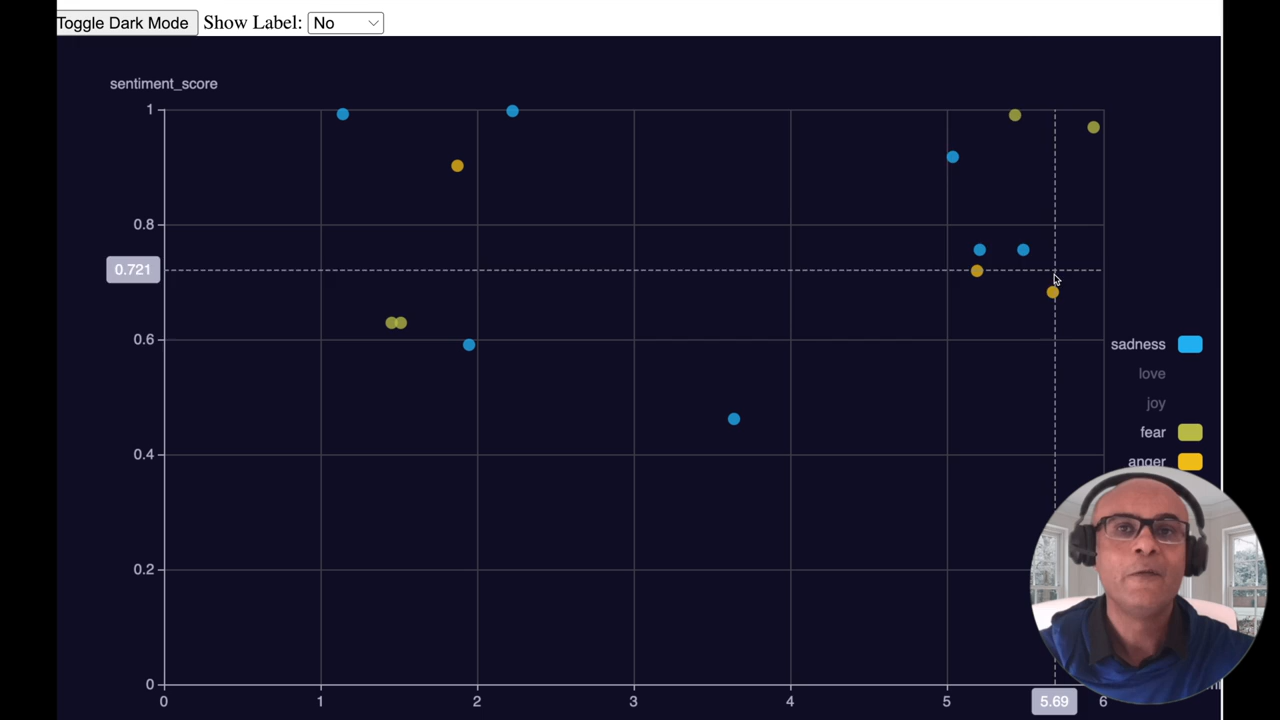 Toggle Dark Mode Show Label: No
sentiment_score
1
0.8
0.721
0.6
sadness
love
joy
fear
0.4
anger
0.2
0
0 1 2 3 4 5 5.69 6